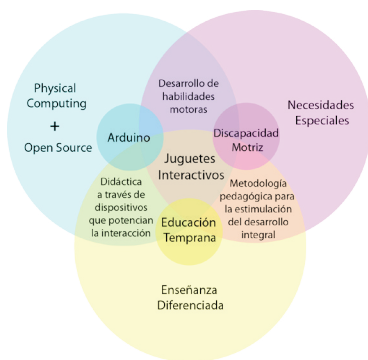 Physical
Computing
+
Open Source
Desarrollo de
habilidades
motoras
Necesidades
Especiales
Arduino
Discapacidad
Motriz
Juguetes
Interactivos
Didáctica
a través de
dispositivos
que potencian
la interacción
Metodología
pedagógica para
la estimulación
del desarrollo
integral
Educación
Temprana
Enseñanza
Diferenciada